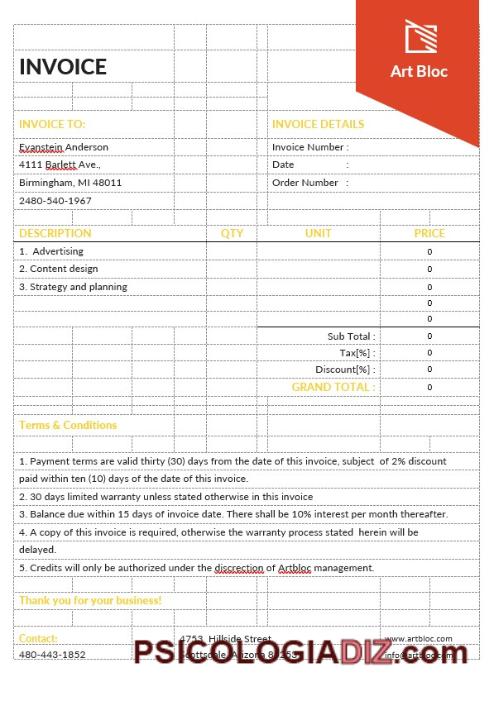 Art Bloc
INVOICE
INVOICE TO:
INVOICE DETAILS
Evanstein Anderson
Invoice Number :
4111 Barlett Ave.,
Date :
Birmingham, MI 48011
Order Number :
2480-540-1967
DESCRIPTION QTY UNIT PRICE
1. Advertising 0
2. Content design 0
3. Strategy and planning 0
0
0
Sub Total : 0
Tax[%] : 0
Discount[%] : 0
GRAND TOTAL : 0
Terms & Conditions
1. Payment terms are valid thirty (30) days from the date of this invoice, subject of 2% discount
paid within ten (10) days of the date of this invoice.
2. 30 days limited warranty unless stated otherwise in this invoice
3. Balance due within 15 days of invoice date. There shall be 10% interest per month thereafter.
4. A copy of this invoice is required, otherwise the warranty process stated herein will be
delayed.
5. Credits will only be authorized under the discrection of Artbloc management.
Thank you for your business!
Contact: 4753 Hillside Street www.artbloc.com
480-443-1852 Scottsdale, Arizona
PSICOLOGIADIZ.com